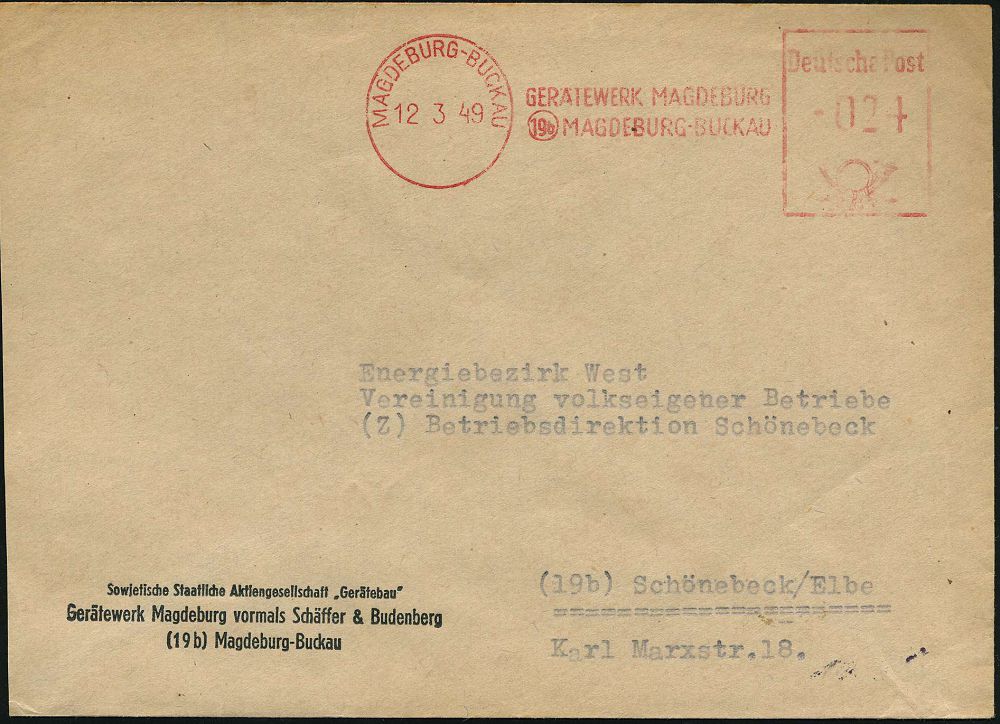 MAGDEBURG-BUCKAU
12 3 49
GERÄTEWERK MAGDEBURG
19b MAGDEBURG-BUCKAU
Deutsche Post
-024
Energiebezirk West
Vereinigung volkseigener Betriebe
(Z) Betriebsdirektion Schönebeck
(19b) Schönebeck/Elbe
=====================
Karl Marxstr.18.
Sowjetische Staatliche Aktiengesellschaft „Gerätebau"
Gerätewerk Magdeburg vormals Schäffer & Budenberg
(19b) Magdeburg-Buckau